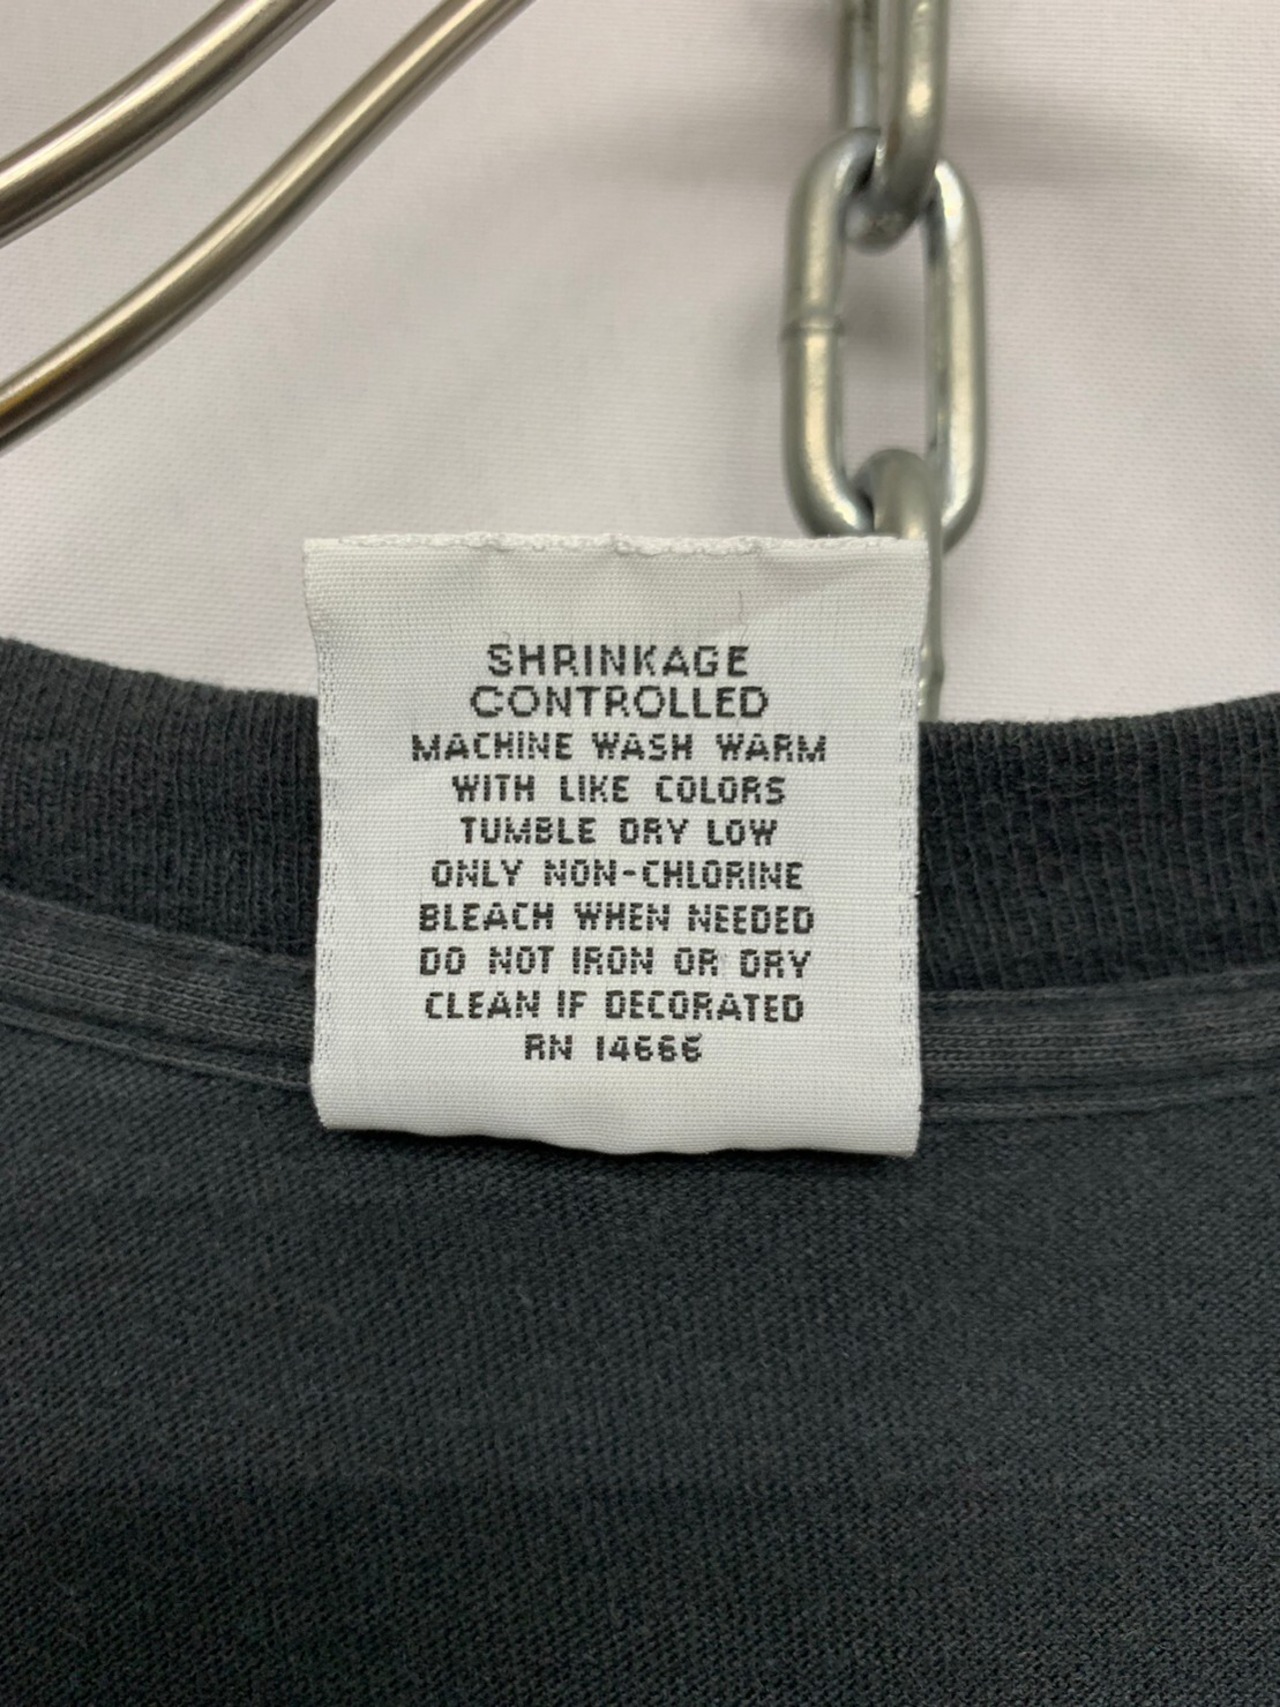 SHRINKAGE
CONTROLLED
MACHINE WASH WARM
WITH LIKE COLORS
TUMBLE DRY LOW
ONLY NON-CHLORINE
BLEACH WHEN NEEDED
DO NOT IRON OR DRY
CLEAN IF DECORATED
RN 14666